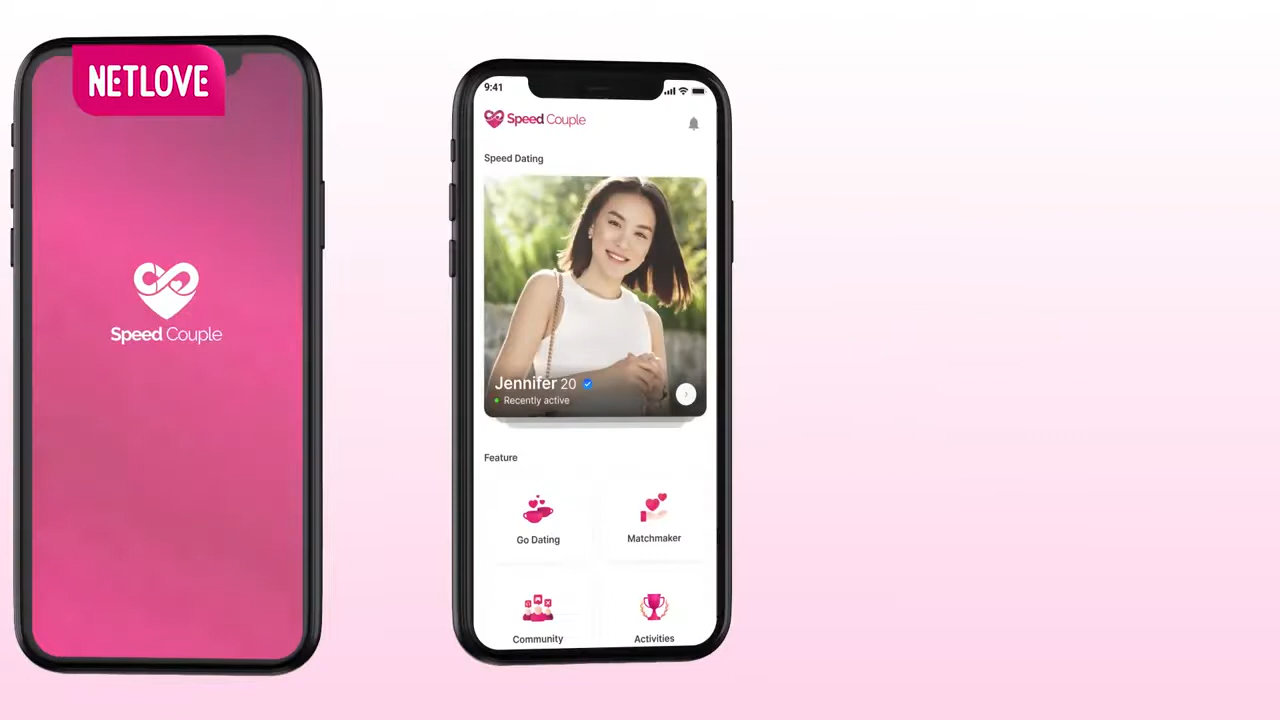 NETLOVE
Speed Couple
9:41
Speed Couple
Speed Dating
Jennifer 20
Recently active
Feature
Go Dating
Matchmaker
Community
Activities